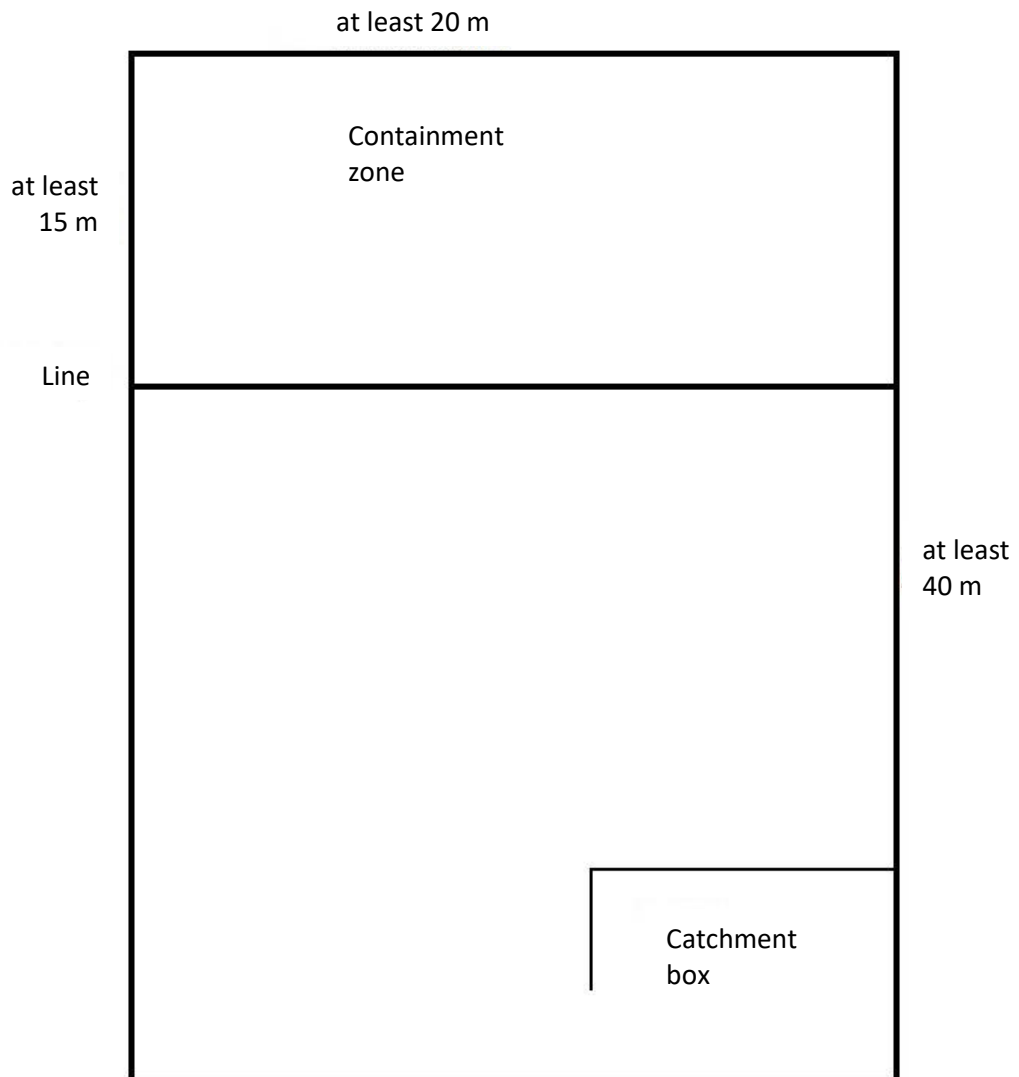 at least 20 m
Containment
zone
at least
15 m
Line
at least
40 m
Catchment
box